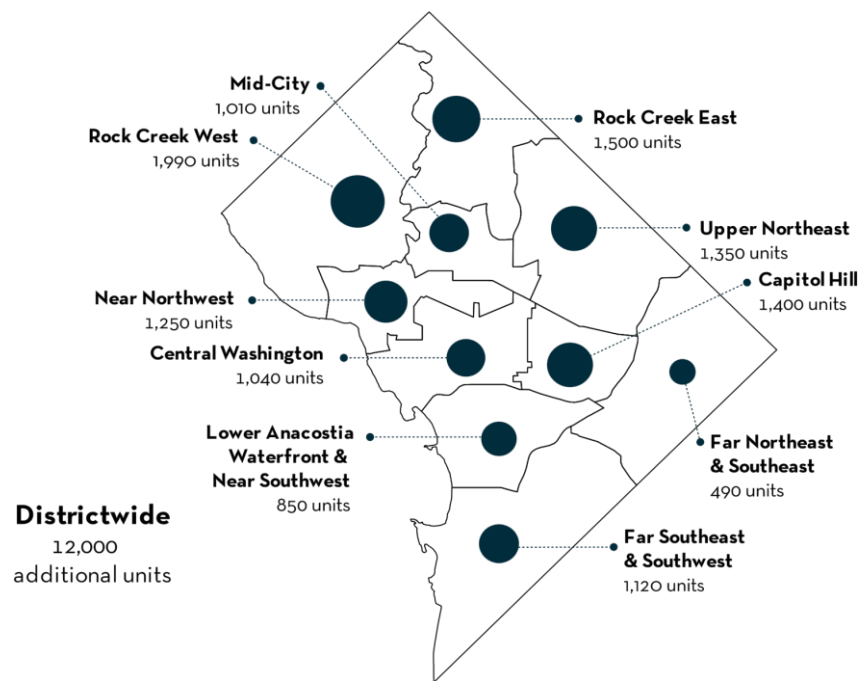 Mid-City
1,010 units
Rock Creek West
1,990 units
Rock Creek East
1,500 units
Upper Northeast
1,350 units
Capitol Hill
1,400 units
Near Northwest
1,250 units
Central Washington
1,040 units
Lower Anacostia
Waterfront &
Near Southwest
850 units
Far Northeast
& Southeast
490 units
Districtwide
12,000
additional units
Far Southeast
& Southwest
1,120 units